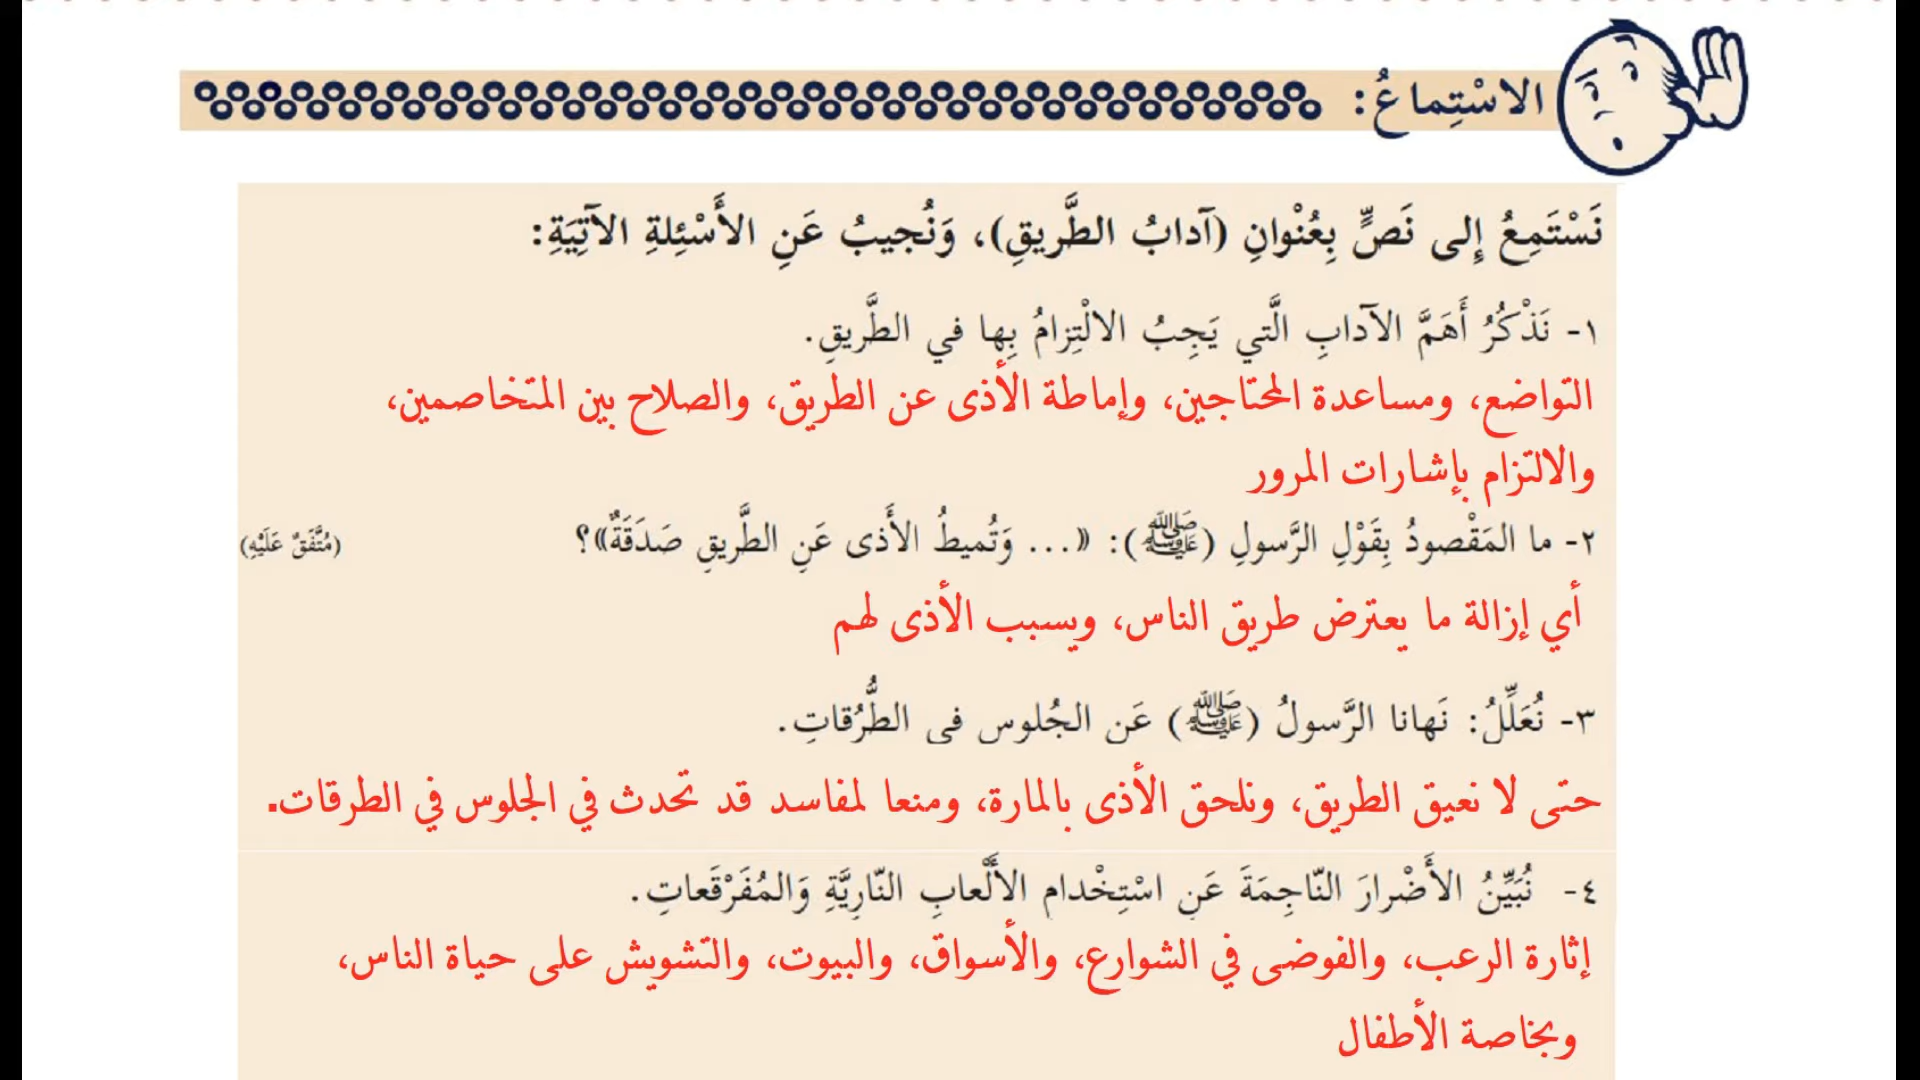 الاسْتِماعُ:
نَسْتَمِعُ إِلى نَصٍّ بِعُنْوانِ (آدابُ الطَّريقِ)، وَنُجيبُ عَنِ الأَسْئِلةِ الآتِيَةِ:
١- نَذْكُرُ أَهَمَّ الآدابِ الَّتي يَجِبُ الالْتِزامُ بِها في الطَّريقِ.
التواضع، ومساعدة المحتاجين، وإماطة الأذى عن الطريق، والصلاح بين المتخاصمين،
والالتزام بإشارات المرور
٢- ما المَقْصودُ بِقَوْلِ الرَّسولِ (ﷺ): «... وَتُميطُ الأَذى عَنِ الطَّريقِ صَدَقَةٌ»؟ (مُتَّفَقٌ عَلَيْهِ)
أي إزالة ما يعترض طريق الناس، ويسبب الأذى لهم
٣- نُعَلِّلُ: نَهانا الرَّسولُ (ﷺ) عَنِ الجُلوسِ في الطُّرُقاتِ.
حتى لا نعيق الطريق، ونلحق الأذى بالمارة، ومنعا لمفاسد قد تحدث في الجلوس في الطرقات.
٤- نُبَيِّنُ الأَضْرارَ النّاجِمَةَ عَنِ اسْتِخْدامِ الأَلْعابِ النّارِيَّةِ وَالمُفَرْقَعاتِ.
إثارة الرعب، والفوضى في الشوارع، والأسواق، والبيوت، والتشويش على حياة الناس،
وبخاصة الأطفال